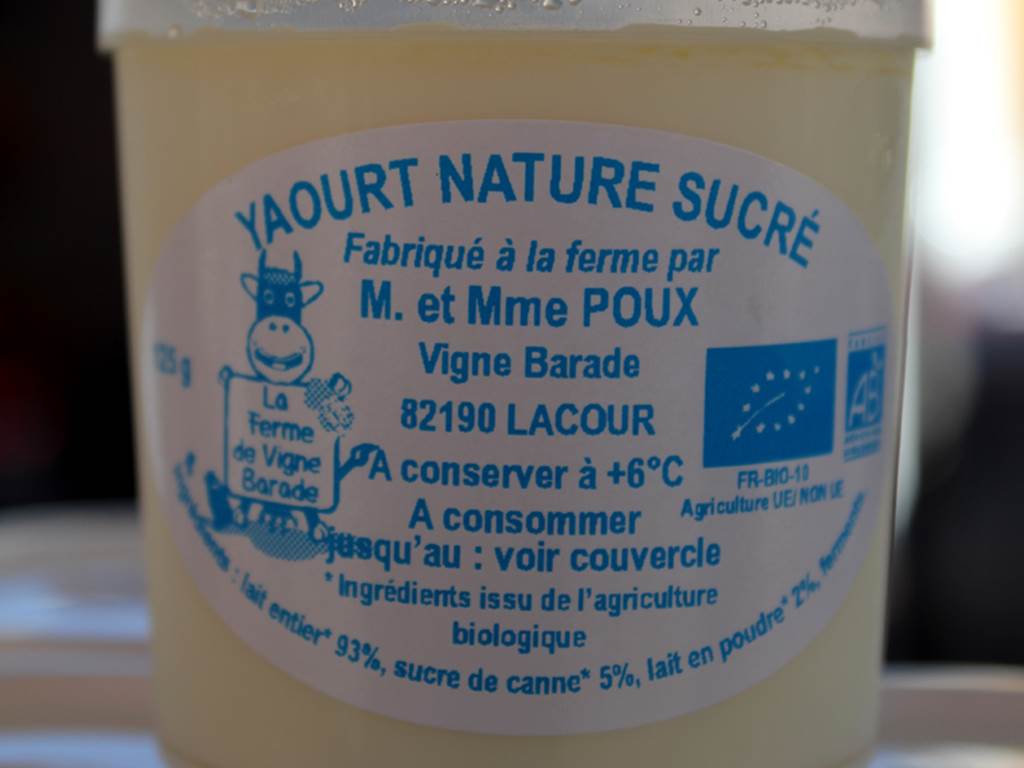 YAOURT NATURE SUCRÉ
Fabriqué à la ferme par
M. et Mme POUX
Vigne Barade
82190 LACOUR
A conserver à +6°C
A consommer
jusqu'au : voir couvercle
* Ingrédients issu de l'agriculture
biologique
125 g
La
Ferme
de Vigne
Barade
AB
FR-BIO-10
Agriculture UE/ NON UE
Ingrédients : lait entier* 93%, sucre de canne* 5%, lait en poudre* 2%, ferments